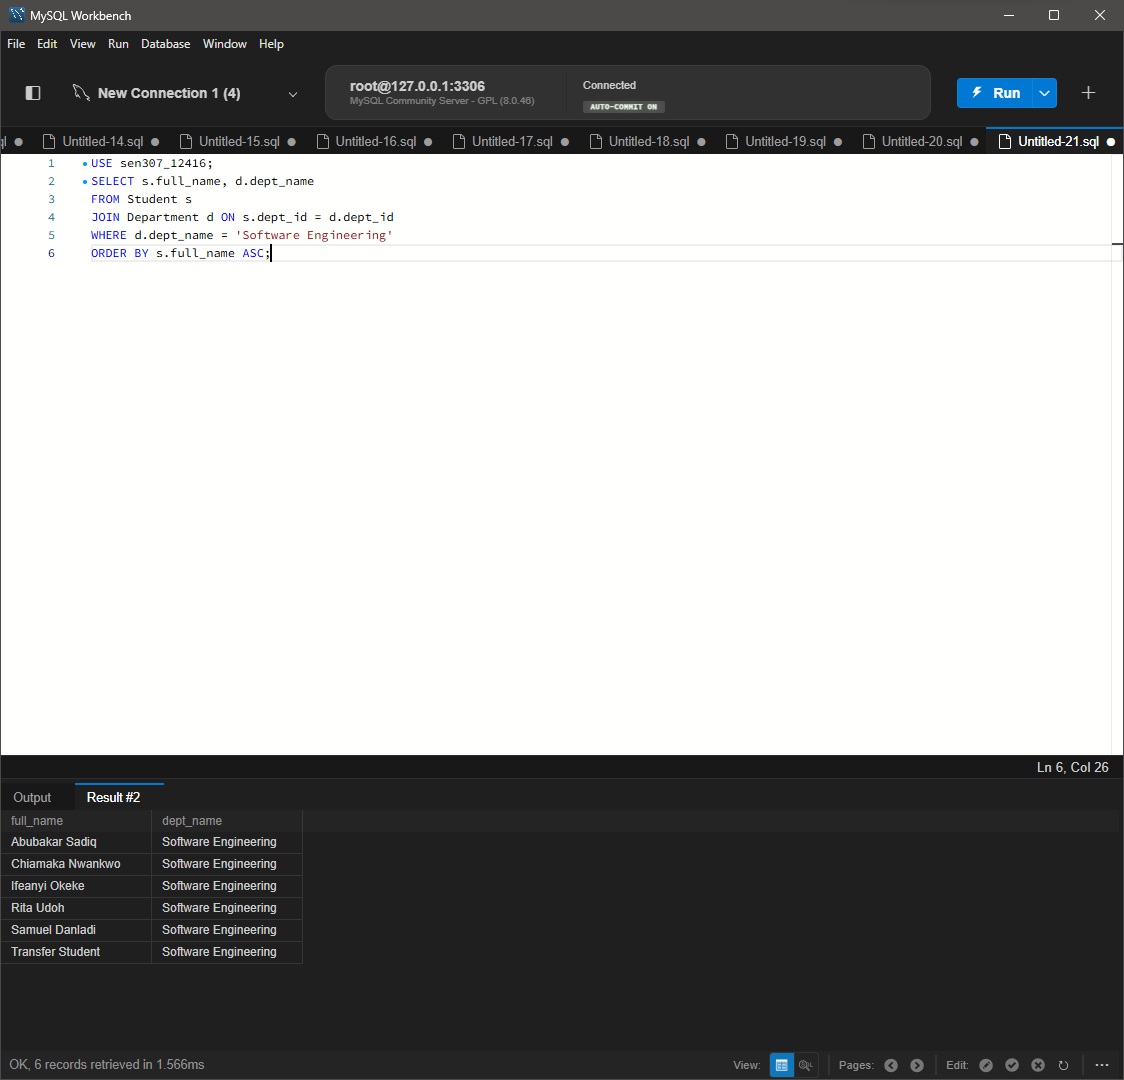 MySQL Workbench
File Edit View Run Database Window Help
New Connection 1 (4)
root@127.0.0.1:3306
MySQL Community Server - GPL (8.0.46)
Connected
AUTO-COMMIT ON
Run
Untitled-14.sql Untitled-15.sql Untitled-16.sql Untitled-17.sql Untitled-18.sql Untitled-19.sql Untitled-20.sql Untitled-21.sql
1 USE sen307_12416;
2 SELECT s.full_name, d.dept_name
3 FROM Student s
4 JOIN Department d ON s.dept_id = d.dept_id
5 WHERE d.dept_name = 'Software Engineering'
6 ORDER BY s.full_name ASC;
Ln 6, Col 26
Output Result #2
full_name dept_name
Abubakar Sadiq Software Engineering
Chiamaka Nwankwo Software Engineering
Ifeanyi Okeke Software Engineering
Rita Udoh Software Engineering
Samuel Danladi Software Engineering
Transfer Student Software Engineering
OK, 6 records retrieved in 1.566ms
View: Pages: Edit: